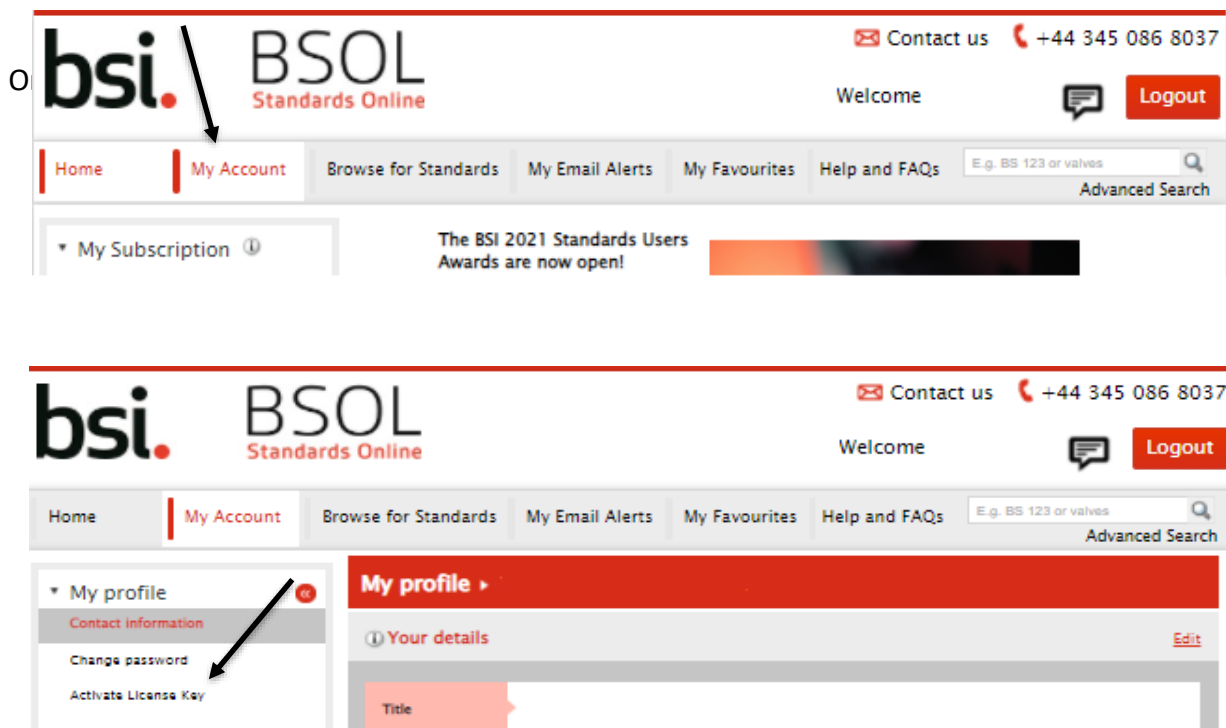 bsi. BSOL
Standards Online
Contact us +44 345 086 8037
Welcome Logout
Home My Account Browse for Standards My Email Alerts My Favourites Help and FAQs E.g. BS 123 or valves
Advanced Search
My Subscription
The BSI 2021 Standards Users
Awards are now open!
bsi. BSOL
Standards Online
Contact us +44 345 086 8037
Welcome Logout
Home My Account Browse for Standards My Email Alerts My Favourites Help and FAQs E.g. BS 123 or valves
Advanced Search
My profile
Contact information
Change password
Activate License Key
My profile
Your details Edit
Title